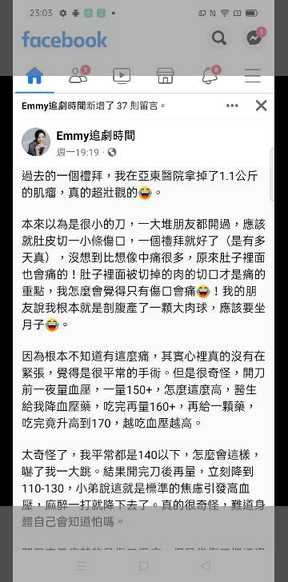 23:03
facebook
Emmy追劇時間新增了 37 則留言。
Emmy追劇時間
週一19:19
過去的一個禮拜，我在亞東醫院拿掉了1.1公斤
的肌瘤，真的超壯觀的😂。
本來以為是很小的刀，一大堆朋友都開過，應該
就肚皮切一小條傷口，一個禮拜就好了（是有多
天真），沒想到比想像中痛很多，原來肚子裡面
也會痛的！肚子裡面被切掉的肉的切口才是痛的
重點，我怎麼會覺得只有傷口會痛😂！我的朋
友說我根本就是剖腹產了一顆大肉球，應該要坐
月子😂。
因為根本不知道有這麼痛，其實心裡真的沒有在
緊張，覺得是很平常的手術。但是很奇怪，開刀
前一夜量血壓，一量150+，怎麼這麼高，醫生
給我降血壓藥，吃完再量160+，再給一顆藥，
吃完竟升高到170，越吃血壓越高。
太奇怪了，我平常都是140以下，怎麼會這樣，
嚇了我一大跳。結果開完刀後再量，立刻降到
110-130，小弟說這就是標準的焦慮引發高血
壓，麻醉一打就降下去了。真的很奇怪，難道身
體自己會知道怕嗎。